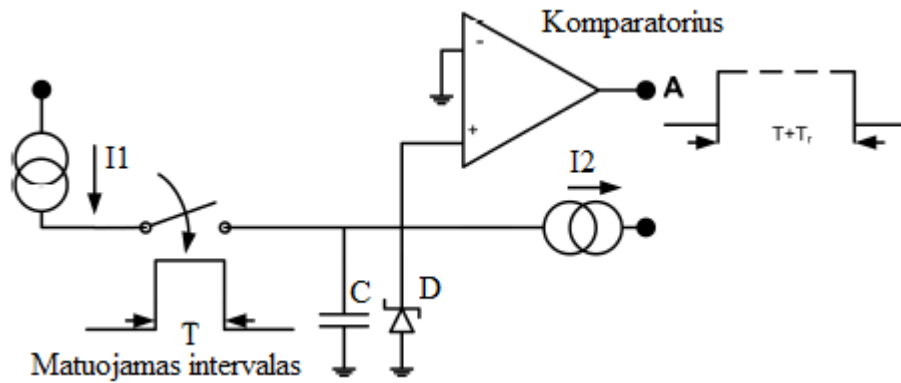 Komparatorius
-
A
+
T+Tr
I1
I2
C
D
T
Matuojamas intervalas